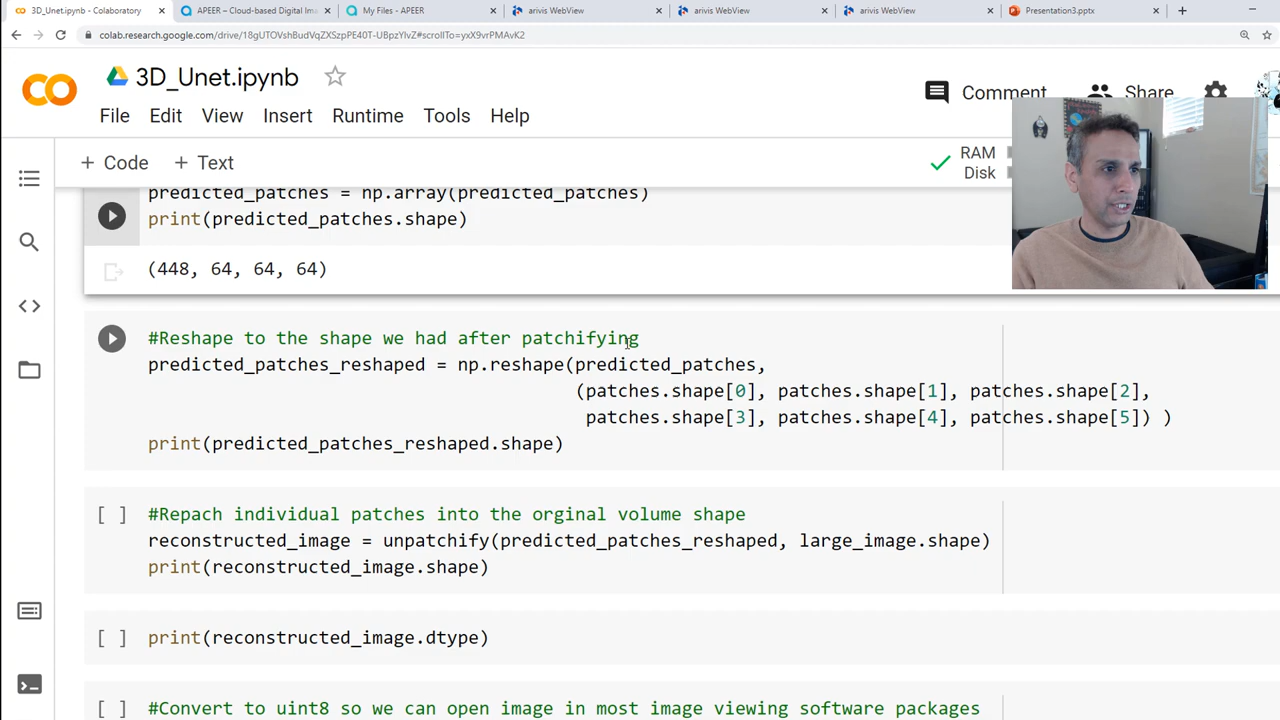 3D_Unet.ipynb - Colaboratory
APEER – Cloud-based Digital Ima
My Files - APEER
arivis WebView
arivis WebView
arivis WebView
Presentation3.pptx
colab.research.google.com/drive/18gUTOVshBudVqZXSzpPE40T-UBpzYlvZ#scrollTo=yxX9vrPMAvK2
CO
3D_Unet.ipynb
Comment
Share
File Edit View Insert Runtime Tools Help
+ Code + Text
RAM
Disk
predicted_patches = np.array(predicted_patches)
print(predicted_patches.shape)
(448, 64, 64, 64)
#Reshape to the shape we had after patchifying
predicted_patches_reshaped = np.reshape(predicted_patches,
(patches.shape[0], patches.shape[1], patches.shape[2],
patches.shape[3], patches.shape[4], patches.shape[5]) )
print(predicted_patches_reshaped.shape)
[ ] #Repach individual patches into the orginal volume shape
reconstructed_image = unpatchify(predicted_patches_reshaped, large_image.shape)
print(reconstructed_image.shape)
[ ] print(reconstructed_image.dtype)
[ ] #Convert to uint8 so we can open image in most image viewing software packages